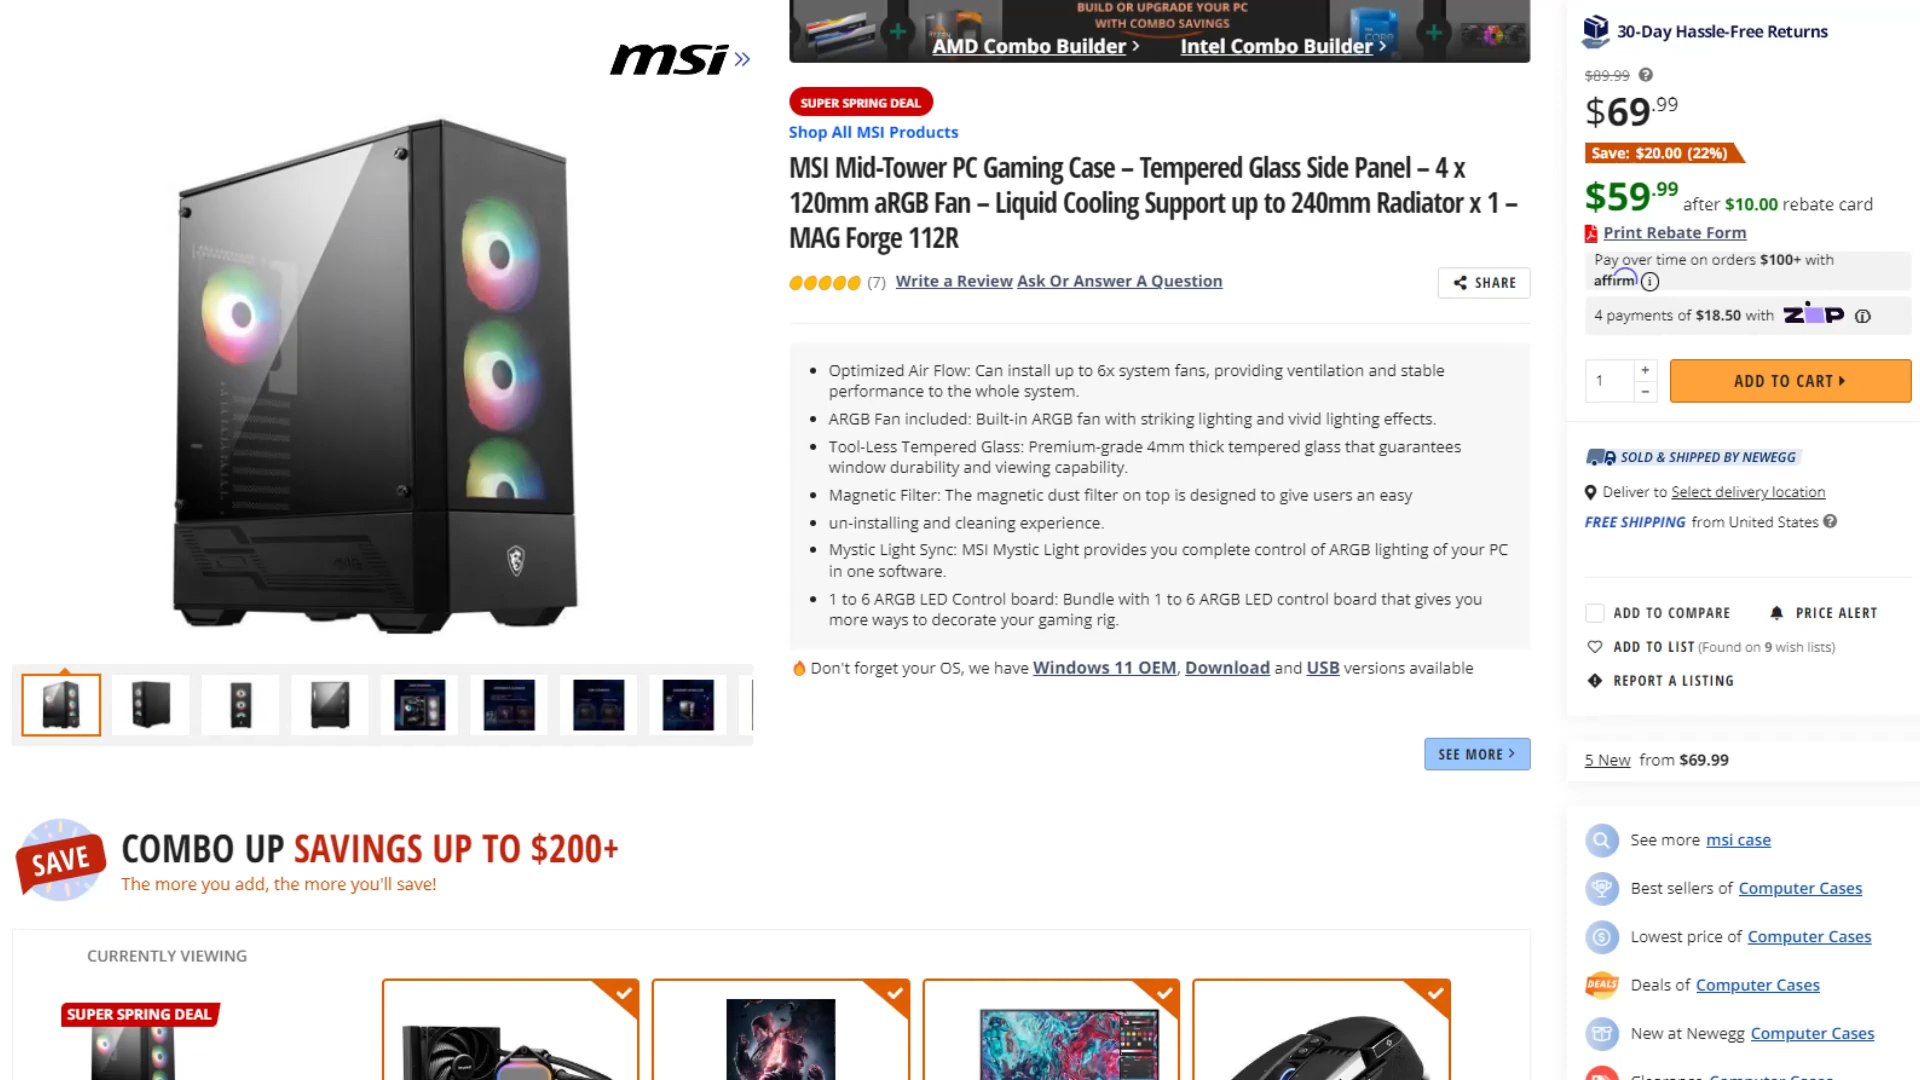 BUILD OR UPGRADE YOUR PC
WITH COMBO SAVINGS
AMD Combo Builder
Intel Combo Builder
msi
SUPER SPRING DEAL
Shop All MSI Products
MSI Mid-Tower PC Gaming Case – Tempered Glass Side Panel – 4 x
120mm aRGB Fan – Liquid Cooling Support up to 240mm Radiator x 1 –
MAG Forge 112R
(7) Write a Review Ask Or Answer A Question
SHARE
Optimized Air Flow: Can install up to 6x system fans, providing ventilation and stable
performance to the whole system.
ARGB Fan included: Built-in ARGB fan with striking lighting and vivid lighting effects.
Tool-Less Tempered Glass: Premium-grade 4mm thick tempered glass that guarantees
window durability and viewing capability.
Magnetic Filter: The magnetic dust filter on top is designed to give users an easy
un-installing and cleaning experience.
Mystic Light Sync: MSI Mystic Light provides you complete control of ARGB lighting of your PC
in one software.
1 to 6 ARGB LED Control board: Bundle with 1 to 6 ARGB LED control board that gives you
more ways to decorate your gaming rig.
Don't forget your OS, we have Windows 11 OEM, Download and USB versions available
SEE MORE
30-Day Hassle-Free Returns
$89.99
$69.99
Save: $20.00 (22%)
$59.99 after $10.00 rebate card
Print Rebate Form
Pay over time on orders $100+ with
affirm
4 payments of $18.50 with ZIP
1
+
−
ADD TO CART
SOLD & SHIPPED BY NEWEGG
Deliver to Select delivery location
FREE SHIPPING from United States
ADD TO COMPARE
PRICE ALERT
ADD TO LIST (Found on 9 wish lists)
REPORT A LISTING
5 New from $69.99
See more msi case
Best sellers of Computer Cases
Lowest price of Computer Cases
DEALS
Deals of Computer Cases
New at Newegg Computer Cases
Clearance Computer Cases
SAVE
COMBO UP SAVINGS UP TO $200+
The more you add, the more you'll save!
CURRENTLY VIEWING
SUPER SPRING DEAL